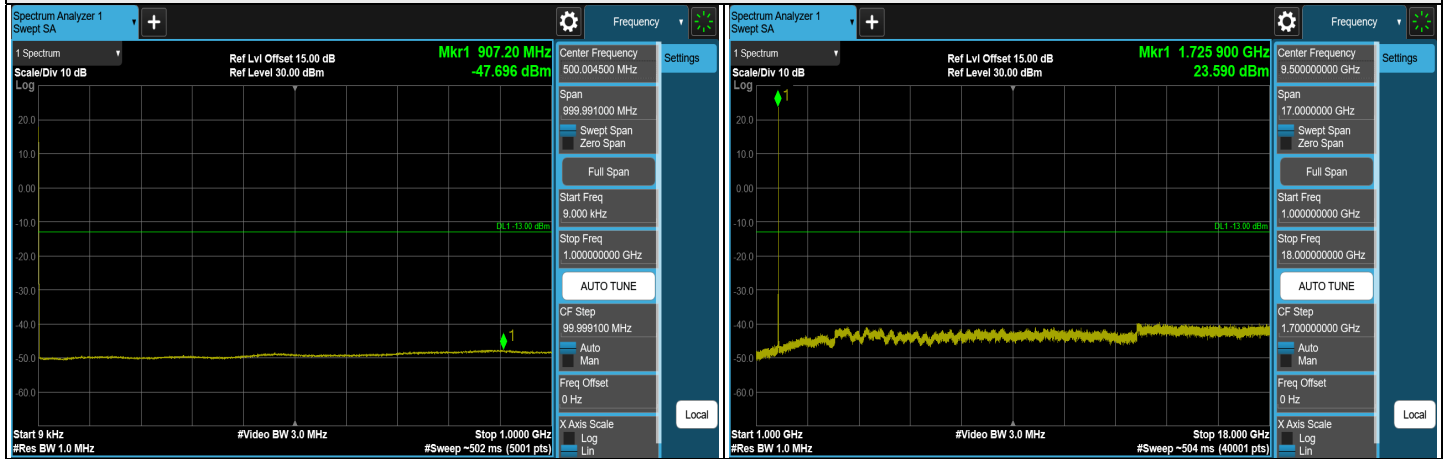 Spectrum Analyzer 1
Swept SA
+
Frequency
1 Spectrum
Scale/Div 10 dB
Log
Ref Lvl Offset 15.00 dB
Ref Level 30.00 dBm
Mkr1 907.20 MHz
-47.696 dBm
1
20.0
10.0
0.00
-10.0
-20.0
-30.0
-40.0
-50.0
-60.0
DL1 -13.00 dBm
Start 9 kHz
#Res BW 1.0 MHz
#Video BW 3.0 MHz
Stop 1.0000 GHz
#Sweep ~502 ms (5001 pts)
Center Frequency
500.004500 MHz
Settings
Span
999.991000 MHz
Swept Span
Zero Span
Full Span
Start Freq
9.000 kHz
Stop Freq
1.000000000 GHz
AUTO TUNE
CF Step
99.999100 MHz
Auto
Man
Freq Offset
0 Hz
X Axis Scale
Log
Lin
Local
Spectrum Analyzer 1
Swept SA
+
Frequency
1 Spectrum
Scale/Div 10 dB
Log
Ref Lvl Offset 15.00 dB
Ref Level 30.00 dBm
Mkr1 1.725 900 GHz
23.590 dBm
1
20.0
10.0
0.00
-10.0
-20.0
-30.0
-40.0
-50.0
-60.0
DL1 -13.00 dBm
Start 1.000 GHz
#Res BW 1.0 MHz
#Video BW 3.0 MHz
Stop 18.000 GHz
#Sweep ~504 ms (40001 pts)
Center Frequency
9.500000000 GHz
Settings
Span
17.0000000 GHz
Swept Span
Zero Span
Full Span
Start Freq
1.000000000 GHz
Stop Freq
18.000000000 GHz
AUTO TUNE
CF Step
1.700000000 GHz
Auto
Man
Freq Offset
0 Hz
X Axis Scale
Log
Lin
Local